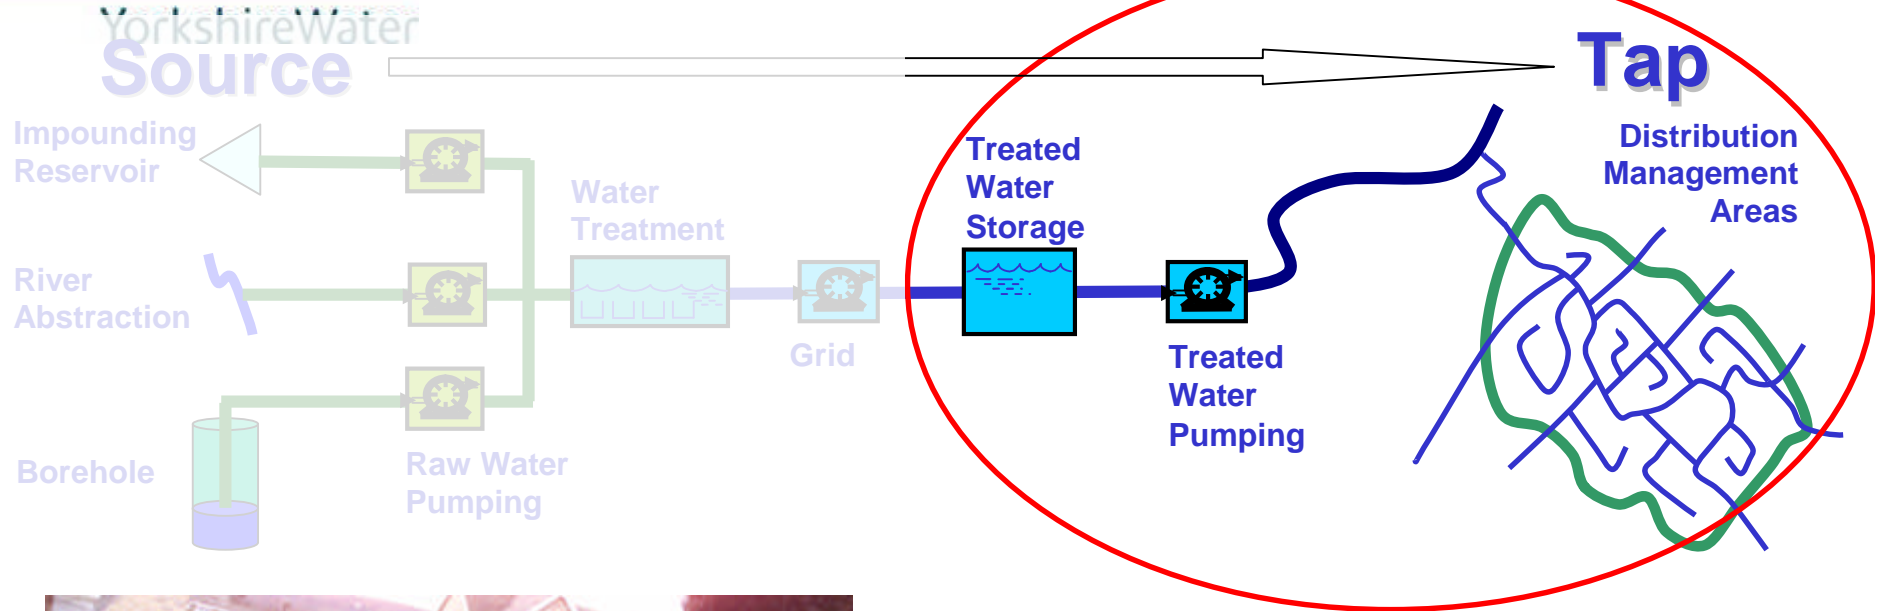 YorkshireWater
Source
Tap
Impounding
Reservoir
River
Abstraction
Borehole
Raw Water
Pumping
Water
Treatment
Grid
Treated
Water
Storage
Treated
Water
Pumping
Distribution
Management
Areas